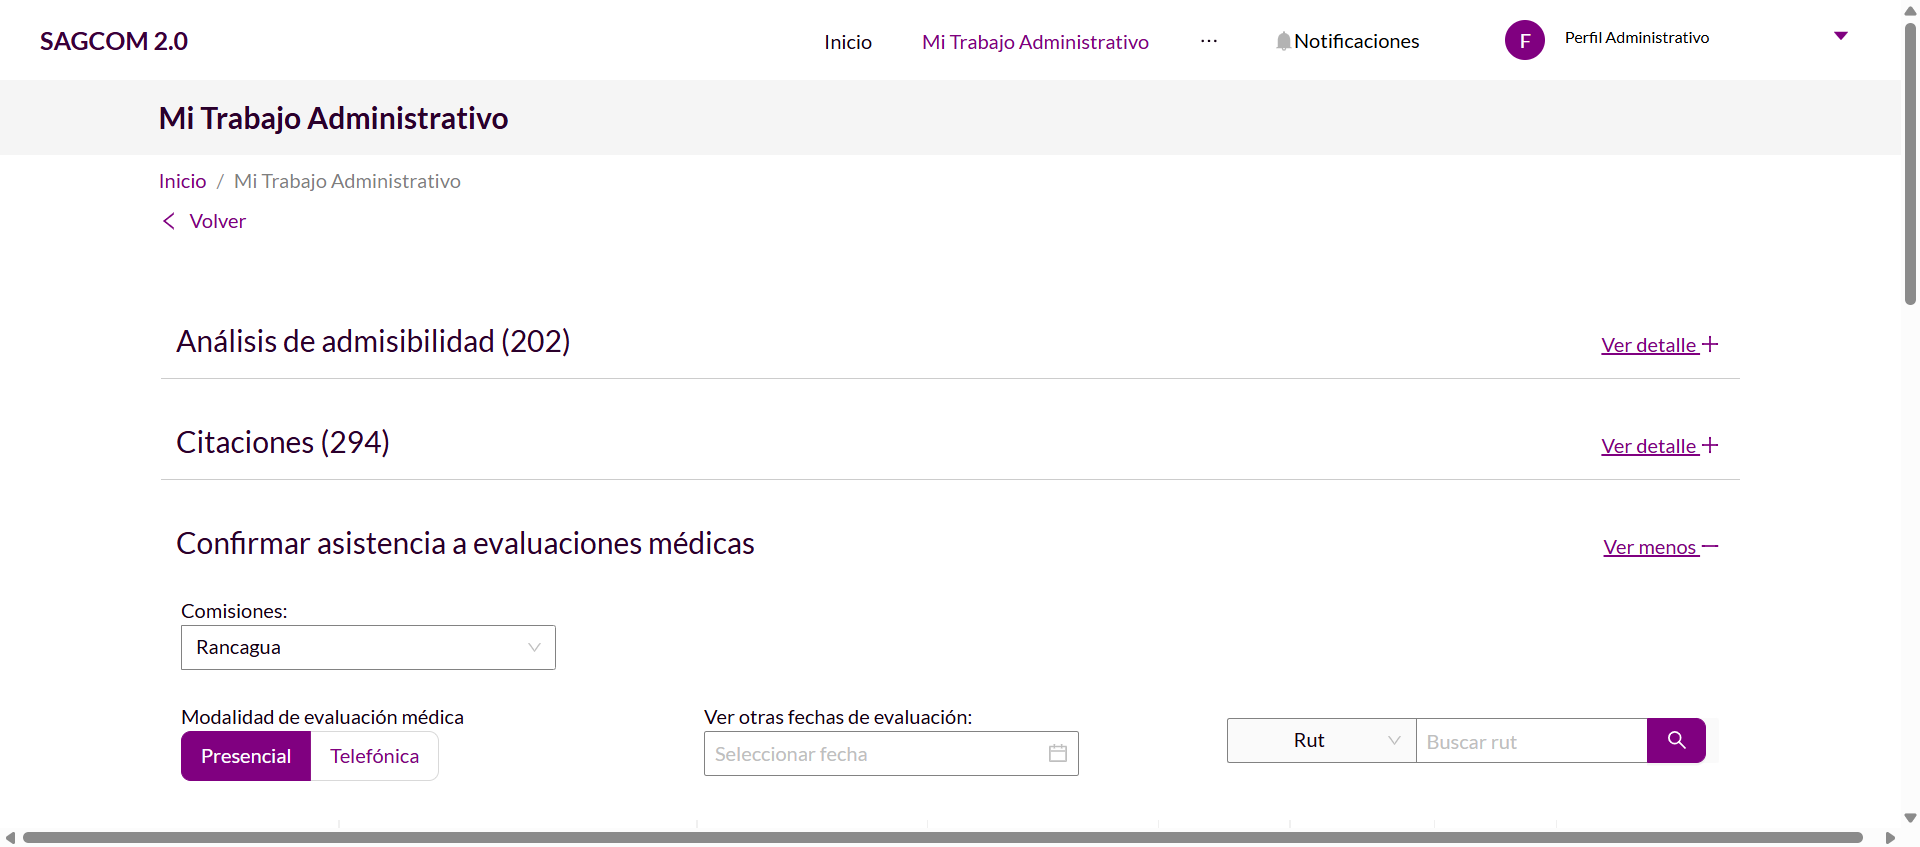 SAGCOM 2.0
Inicio
Mi Trabajo Administrativo
···
Notificaciones
F
Perfil Administrativo
Mi Trabajo Administrativo
Inicio / Mi Trabajo Administrativo
Volver
Análisis de admisibilidad (202)
Ver detalle
Citaciones (294)
Ver detalle
Confirmar asistencia a evaluaciones médicas
Ver menos
Comisiones:
Rancagua
Modalidad de evaluación médica
Presencial
Telefónica
Ver otras fechas de evaluación:
Seleccionar fecha
Rut
Buscar rut